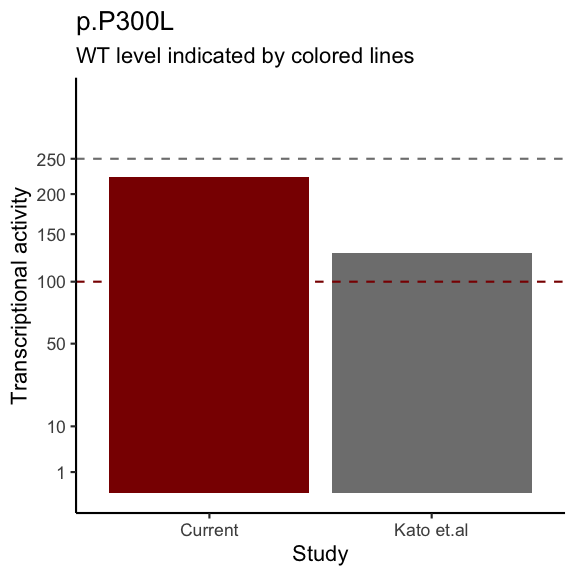 p.P300L
WT level indicated by colored lines
Transcriptional activity
250
200
150
100
50
10
1
Current
Kato et.al
Study